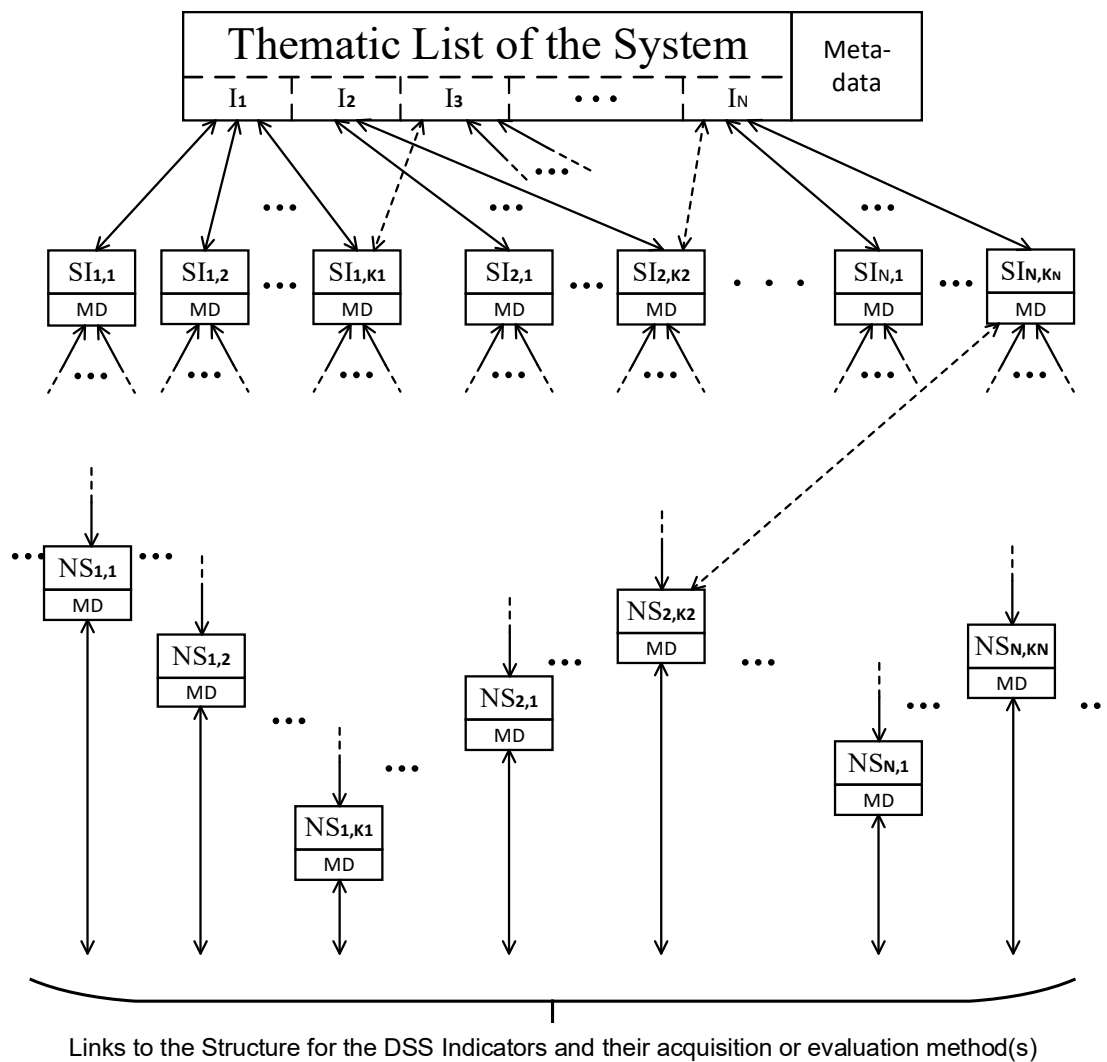 Thematic List of the System
Meta-
data
I1 I2 I3 ••• IN
•••
••• ••• •••
SI1,1 SI1,2 ••• SI1,K1 SI2,1 ••• SI2,K2 . . . SIN,1 ••• SIN,KN
MD MD MD MD MD MD MD
••• ••• ••• ••• ••• ••• •••
••• NS1,1 •••
MD
NS2,K2
MD
NS1,2
MD
NSN,KN
MD
••• •••
NS2,1
MD
••• ••• ••
NSN,1
MD
•••
NS1,K1
MD
Links to the Structure for the DSS Indicators and their acquisition or evaluation method(s)